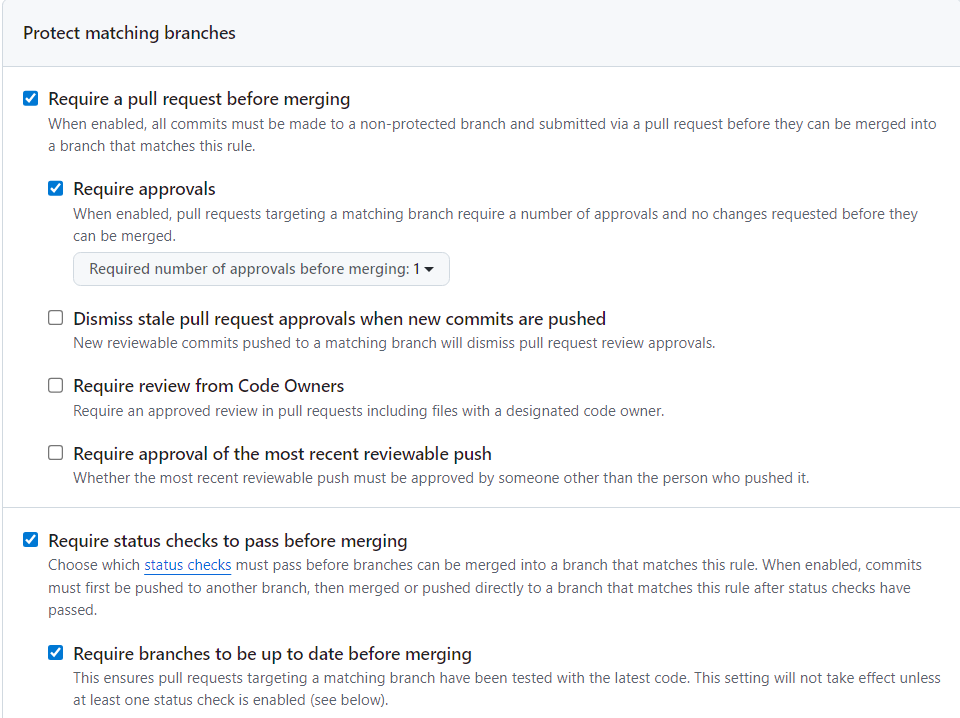 Protect matching branches
Require a pull request before merging
When enabled, all commits must be made to a non-protected branch and submitted via a pull request before they can be merged into
a branch that matches this rule.
Require approvals
When enabled, pull requests targeting a matching branch require a number of approvals and no changes requested before they
can be merged.
Required number of approvals before merging: 1
Dismiss stale pull request approvals when new commits are pushed
New reviewable commits pushed to a matching branch will dismiss pull request review approvals.
Require review from Code Owners
Require an approved review in pull requests including files with a designated code owner.
Require approval of the most recent reviewable push
Whether the most recent reviewable push must be approved by someone other than the person who pushed it.
Require status checks to pass before merging
Choose which status checks must pass before branches can be merged into a branch that matches this rule. When enabled, commits
must first be pushed to another branch, then merged or pushed directly to a branch that matches this rule after status checks have
passed.
Require branches to be up to date before merging
This ensures pull requests targeting a matching branch have been tested with the latest code. This setting will not take effect unless
at least one status check is enabled (see below).